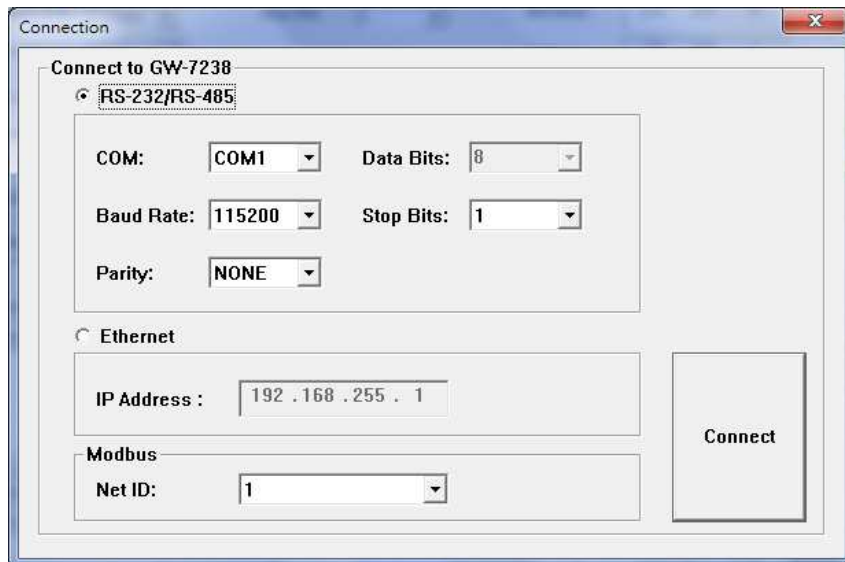 Connection
Connect to GW-7238
RS-232/RS-485
COM: COM1 Data Bits: 8
Baud Rate: 115200 Stop Bits: 1
Parity: NONE
Ethernet
IP Address : 192 .168 .255 . 1
Connect
Modbus
Net ID: 1